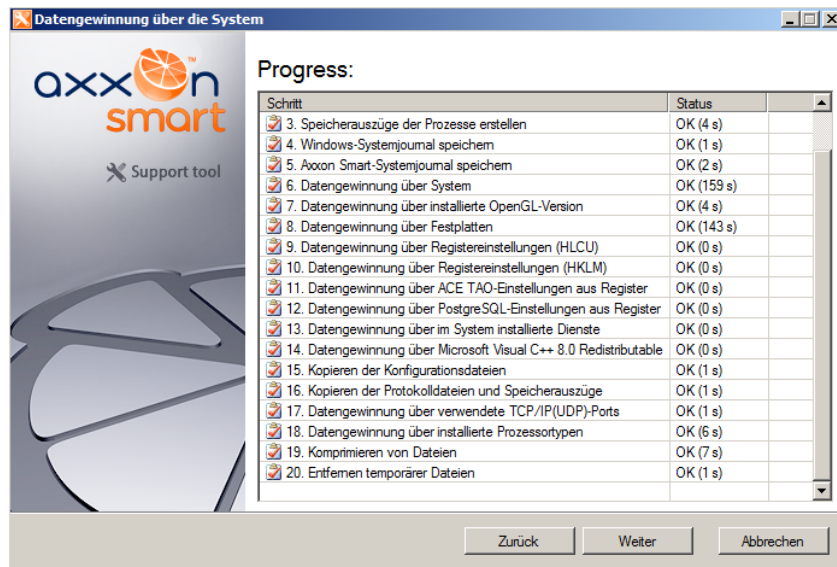 Datengewinnung über die System
axxon
TM
smart
Support tool
Progress:
Schritt Status
3. Speicherauszüge der Prozesse erstellen OK (4 s)
4. Windows-Systemjournal speichern OK (1 s)
5. Axxon Smart-Systemjournal speichern OK (2 s)
6. Datengewinnung über System OK (159 s)
7. Datengewinnung über installierte OpenGL-Version OK (4 s)
8. Datengewinnung über Festplatten OK (143 s)
9. Datengewinnung über Registereinstellungen (HLCU) OK (0 s)
10. Datengewinnung über Registereinstellungen (HKLM) OK (0 s)
11. Datengewinnung über ACE TAO-Einstellungen aus Register OK (0 s)
12. Datengewinnung über PostgreSQL-Einstellungen aus Register OK (0 s)
13. Datengewinnung über im System installierte Dienste OK (0 s)
14. Datengewinnung über Microsoft Visual C++ 8.0 Redistributable OK (0 s)
15. Kopieren der Konfigurationsdateien OK (1 s)
16. Kopieren der Protokolldateien und Speicherauszüge OK (1 s)
17. Datengewinnung über verwendete TCP/IP(UDP)-Ports OK (1 s)
18. Datengewinnung über installierte Prozessortypen OK (6 s)
19. Komprimieren von Dateien OK (7 s)
20. Entfernen temporärer Dateien OK (1 s)
Zurück Weiter Abbrechen